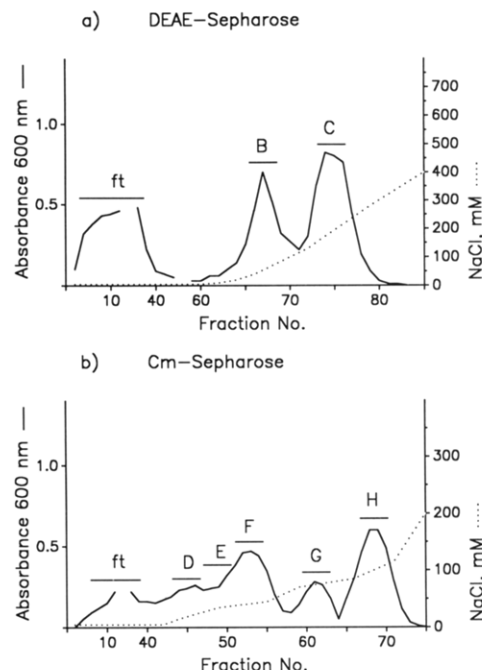 a) DEAE-Sepharose
Absorbance 600 nm
1.0
0.5
ft
B
C
700
600
500
400
300
200
100
0
NaCl, mM
10 40 60 70 80
Fraction No.
b) Cm-Sepharose
Absorbance 600 nm
1.0
0.5
ft
D
E
F
G
H
300
200
100
0
NaCl, mM
10 40 50 60 70
Fraction No.